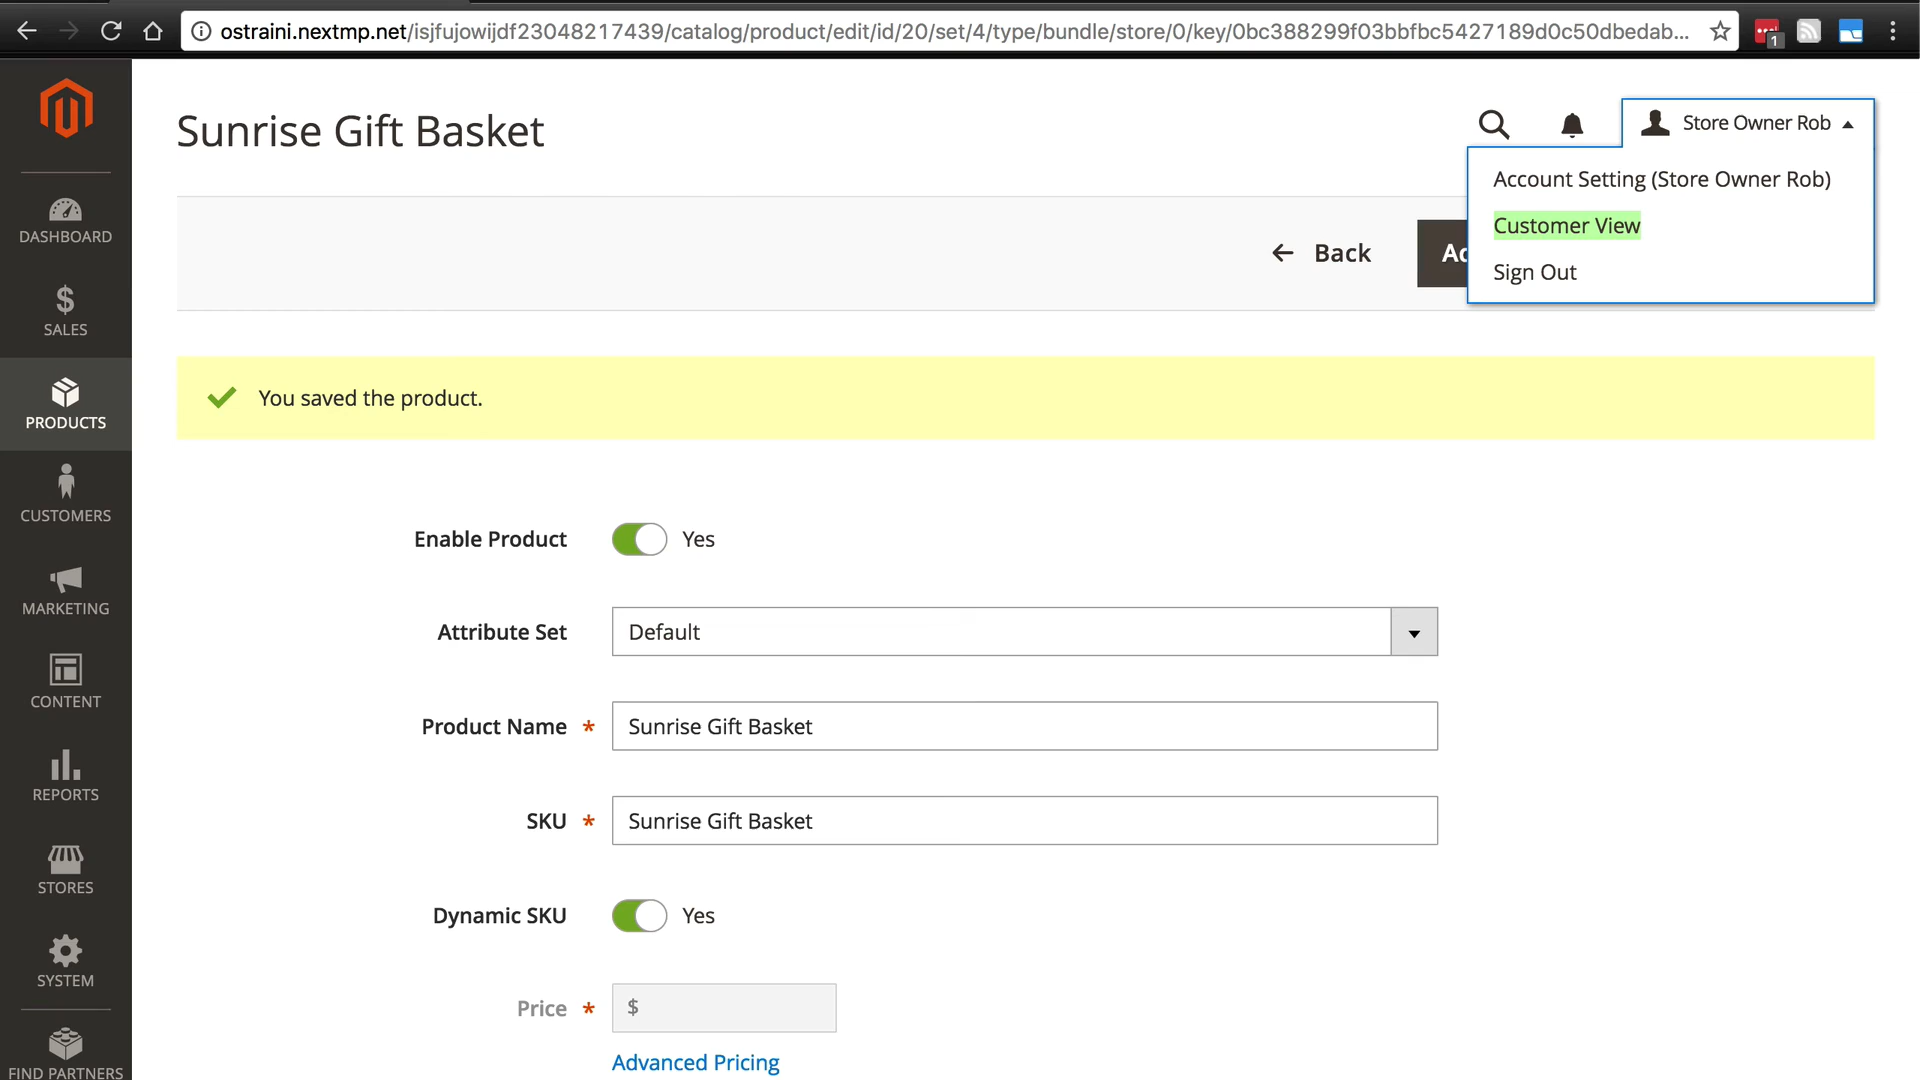 ostraini.nextmp.net/isjfujowijdf23048217439/catalog/product/edit/id/20/set/4/type/bundle/store/0/key/0bc388299f03bbfbc5427189d0c50dbedab...
1
Sunrise Gift Basket
Store Owner Rob
Account Setting (Store Owner Rob)
Customer View
Sign Out
Back
You saved the product.
DASHBOARD
SALES
PRODUCTS
CUSTOMERS
MARKETING
CONTENT
REPORTS
STORES
SYSTEM
FIND PARTNERS
Enable Product Yes
Attribute Set Default
Product Name * Sunrise Gift Basket
SKU * Sunrise Gift Basket
Dynamic SKU Yes
Price * $
Advanced Pricing